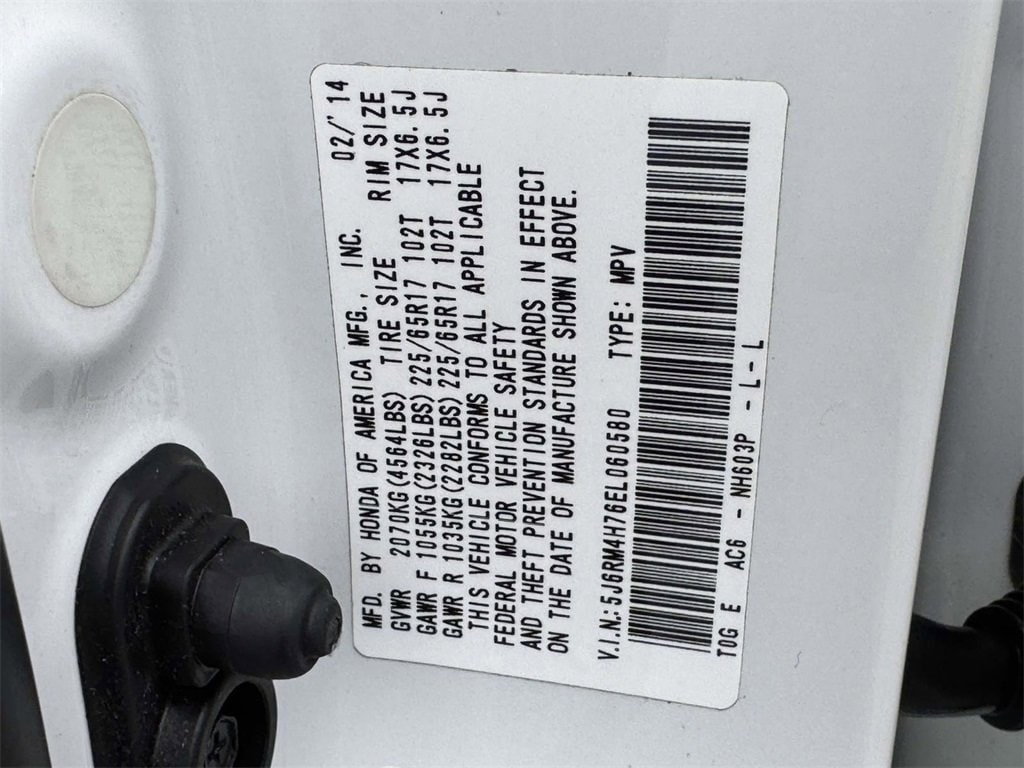 MFD. BY HONDA OF AMERICA MFG., INC. 02/'14
GVWR 2070KG(4564LBS) TIRE SIZE RIM SIZE
GAWR F 1055KG(2326LBS) 225/65R17 102T 17X6.5J
GAWR R 1035KG(2282LBS) 225/65R17 102T 17X6.5J
THIS VEHICLE CONFORMS TO ALL APPLICABLE
FEDERAL MOTOR VEHICLE SAFETY
AND THEFT PREVENTION STANDARDS IN EFFECT
ON THE DATE OF MANUFACTURE SHOWN ABOVE.
V.I.N.: 5J6RM4H76EL060580 TYPE: MPV
TOG E AC6 - NH603P - L - L